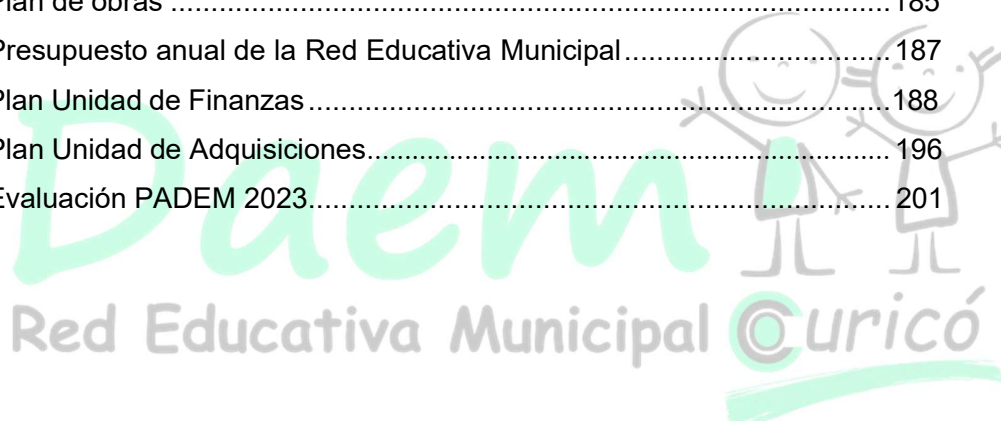 Plan de obras ........................................................................................... 185
Presupuesto anual de la Red Educativa Municipal.................................. 187
Plan Unidad de Finanzas..........................................................................188
Plan Unidad de Adquisiciones.................................................................. 196
Evaluación PADEM 2023......................................................................... 201
Daem
Red Educativa Municipal Curicó